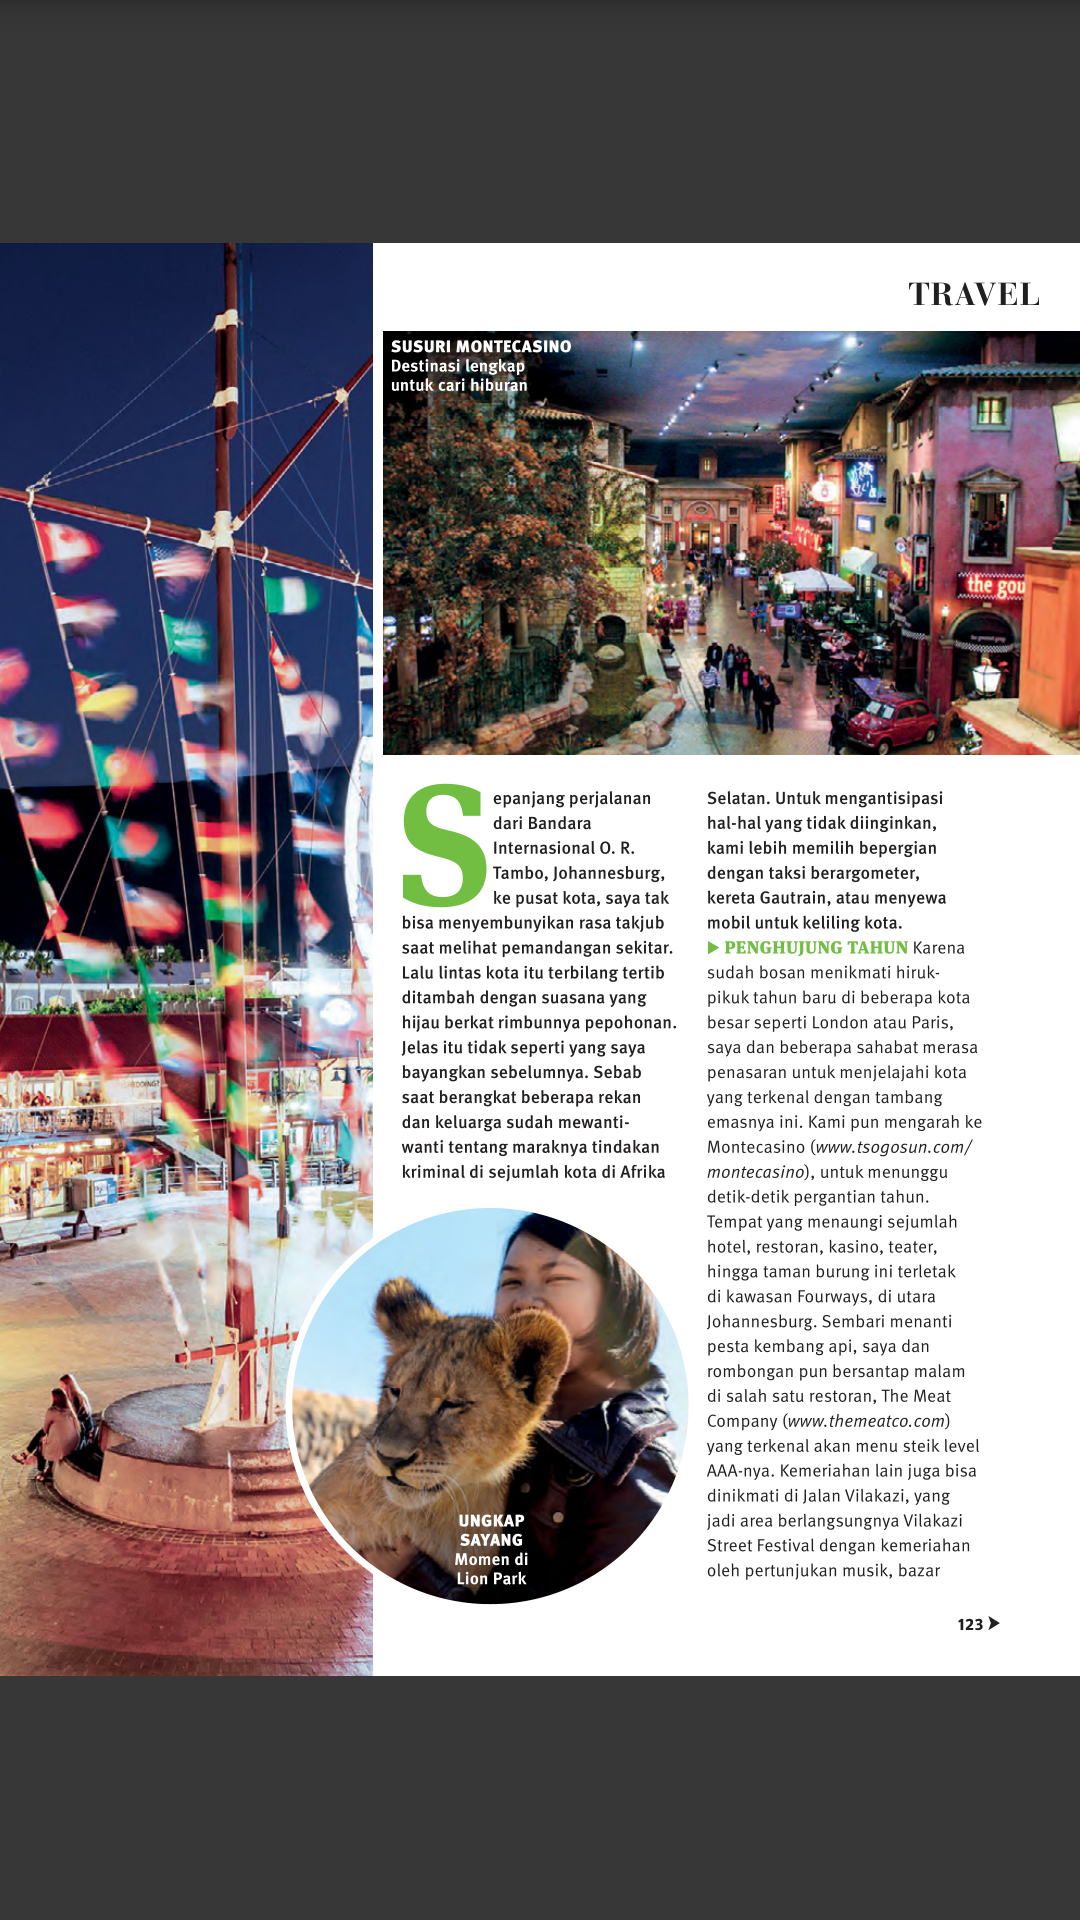 TRAVEL
SUSURI MONTECASINO
Destinasi lengkap
untuk cari hiburan
the gou
Sepanjang perjalanan
dari Bandara
Internasional O. R.
Tambo, Johannesburg,
ke pusat kota, saya tak
bisa menyembunyikan rasa takjub
saat melihat pemandangan sekitar.
Lalu lintas kota itu terbilang tertib
ditambah dengan suasana yang
hijau berkat rimbunnya pepohonan.
Jelas itu tidak seperti yang saya
bayangkan sebelumnya. Sebab
saat berangkat beberapa rekan
dan keluarga sudah mewanti-
wanti tentang maraknya tindakan
kriminal di sejumlah kota di Afrika
Selatan. Untuk mengantisipasi
hal-hal yang tidak diinginkan,
kami lebih memilih bepergian
dengan taksi berargometer,
kereta Gautrain, atau menyewa
mobil untuk keliling kota.
▶ PENGHUJUNG TAHUN Karena
sudah bosan menikmati hiruk-
pikuk tahun baru di beberapa kota
besar seperti London atau Paris,
saya dan beberapa sahabat merasa
penasaran untuk menjelajahi kota
yang terkenal dengan tambang
emasnya ini. Kami pun mengarah ke
Montecasino (www.tsogosun.com/
montecasino), untuk menunggu
detik-detik pergantian tahun.
Tempat yang menaungi sejumlah
hotel, restoran, kasino, teater,
hingga taman burung ini terletak
di kawasan Fourways, di utara
Johannesburg. Sembari menanti
pesta kembang api, saya dan
rombongan pun bersantap malam
di salah satu restoran, The Meat
Company (www.themeatco.com)
yang terkenal akan menu steik level
AAA-nya. Kemeriahan lain juga bisa
dinikmati di Jalan Vilakazi, yang
jadi area berlangsungnya Vilakazi
Street Festival dengan kemeriahan
oleh pertunjukan musik, bazar
UNGKAP
SAYANG
Momen di
Lion Park
123 ➤